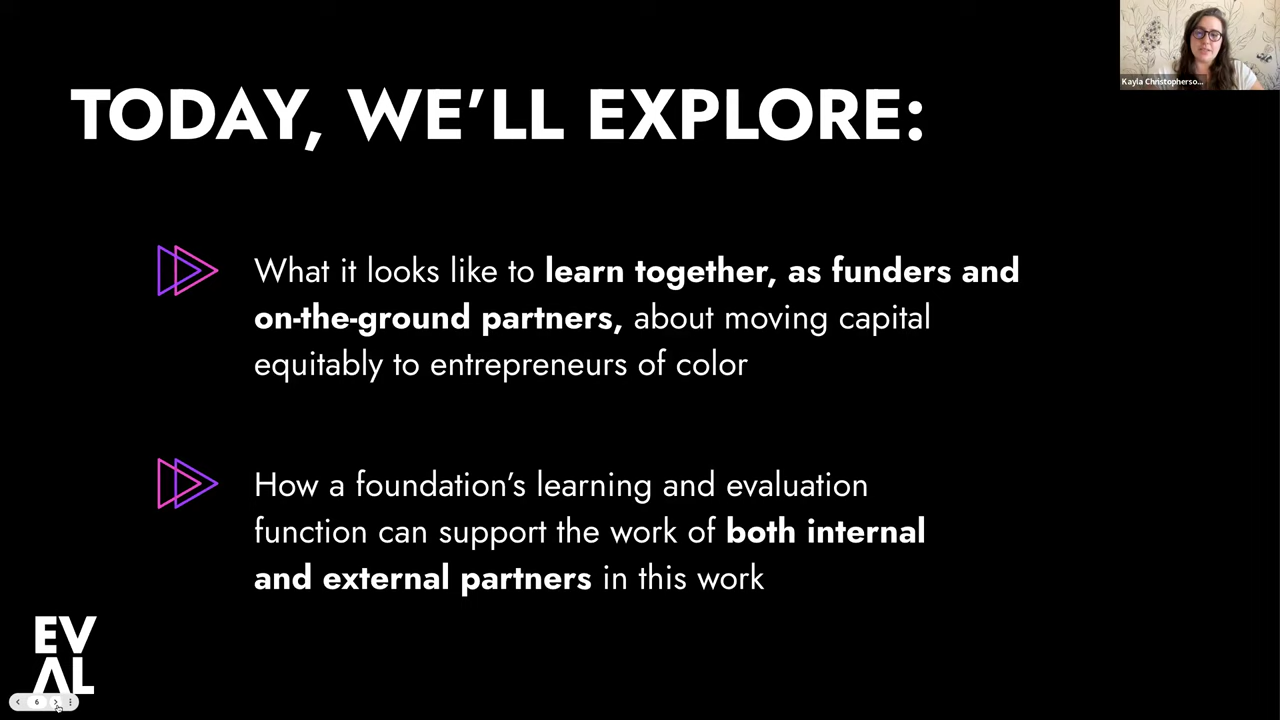 Kayla Christopherso...
TODAY, WE’LL EXPLORE:
What it looks like to learn together, as funders and
on-the-ground partners, about moving capital
equitably to entrepreneurs of color
How a foundation’s learning and evaluation
function can support the work of both internal
and external partners in this work
EV
AL
6